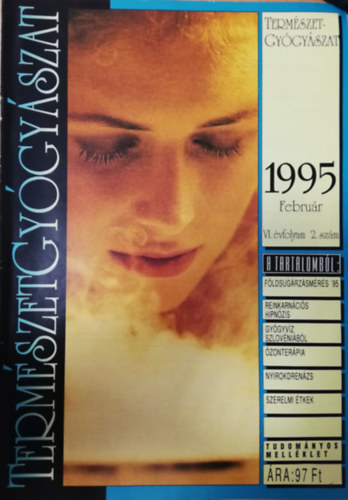 TERMÉSZETGYÓGYÁSZAT
TERMÉSZET-
GYÓGYÁSZAT
1995
Február
VI. évfolyam 2. szám
A TARTALOMBÓL:
FÖLDSUGÁRZÁSMÉRÉS '95
REINKARNÁCIÓS
HIPNÓZIS
GYÓGYVÍZ
SZLOVÉNIÁBÓL
ÓZONTERÁPIA
NYIROKDRENÁZS
SZERELMI ÉTKEK
TUDOMÁNYOS
MELLÉKLET
ÁRA: 97 Ft